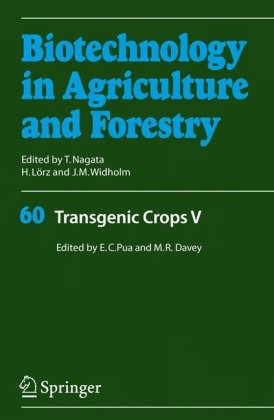 Biotechnology
in Agriculture
and Forestry
Edited by T. Nagata
H. Lörz and J.M. Widholm
60 Transgenic Crops V
Edited by E.C. Pua and M.R. Davey
Springer